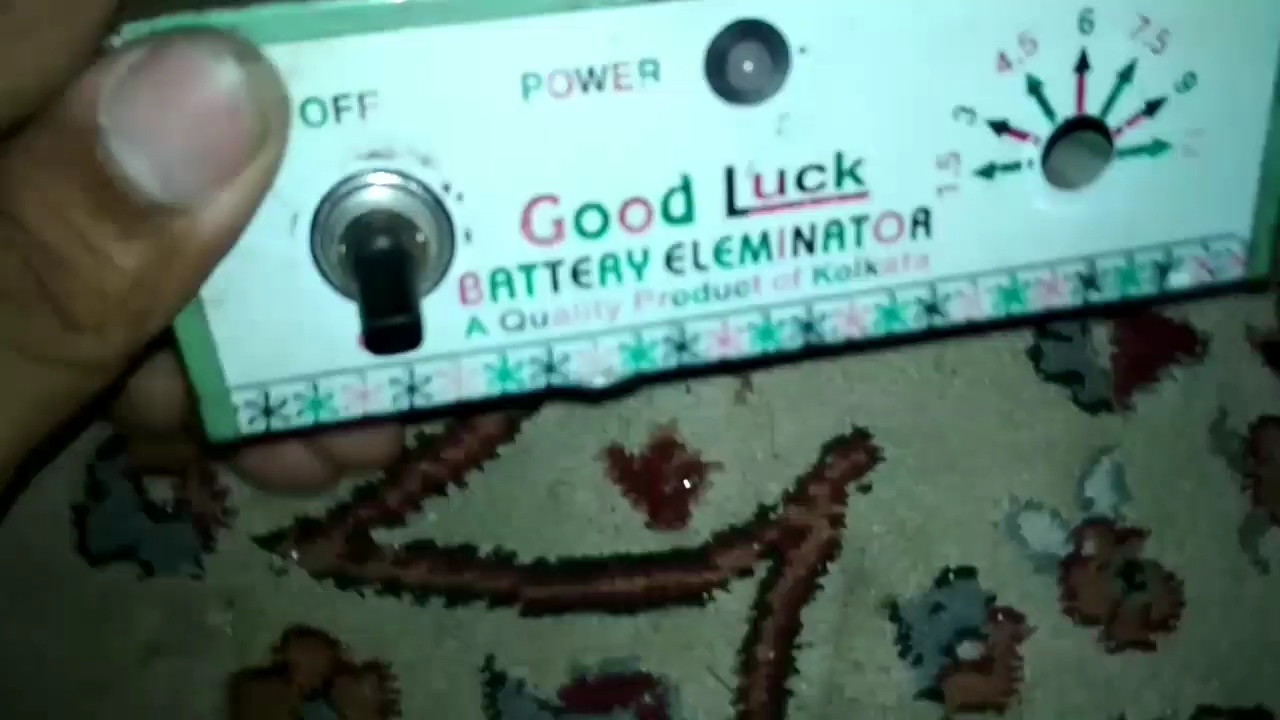 OFF
POWER
1.5 3 4.5 6 7.5 9
Good Luck
BATTERY ELEMINATOR
A Quality Product of Kolkata